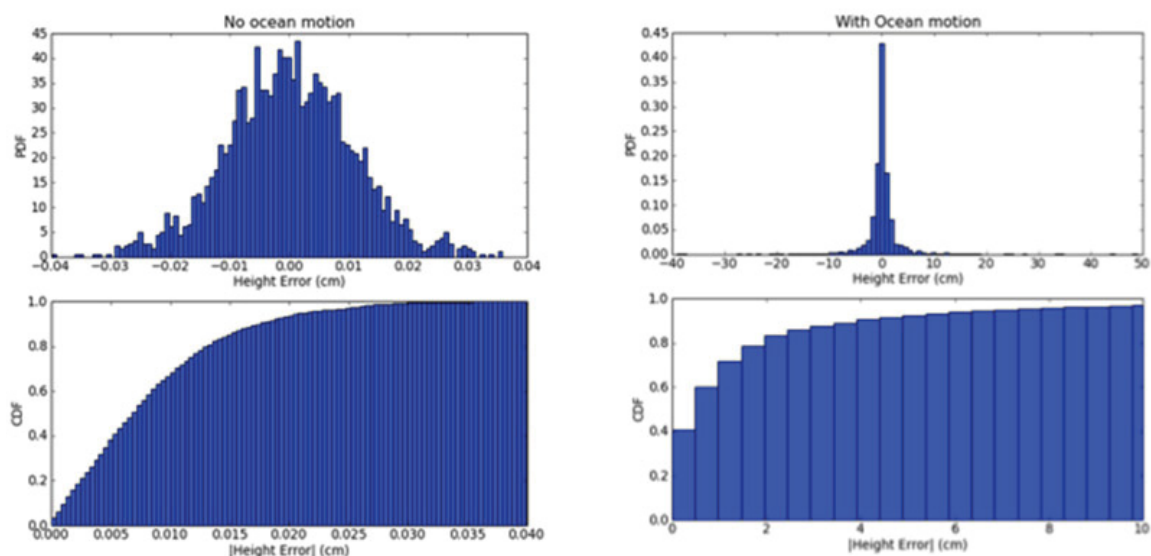 No ocean motion
45
40
35
30
25
20
15
10
5
0
PDF
−0.04 −0.03 −0.02 −0.01 0.00 0.01 0.02 0.03 0.04
Height Error (cm)
With Ocean motion
0.45
0.40
0.35
0.30
0.25
0.20
0.15
0.10
0.05
0.00
PDF
−40 −30 −20 −10 0 10 20 30 40 50
Height Error (cm)
1.0
0.8
0.6
0.4
0.2
0.0
CDF
0.000 0.005 0.010 0.015 0.020 0.025 0.030 0.035 0.040
|Height Error| (cm)
1.0
0.8
0.6
0.4
0.2
0.0
CDF
0 2 4 6 8 10
|Height Error| (cm)